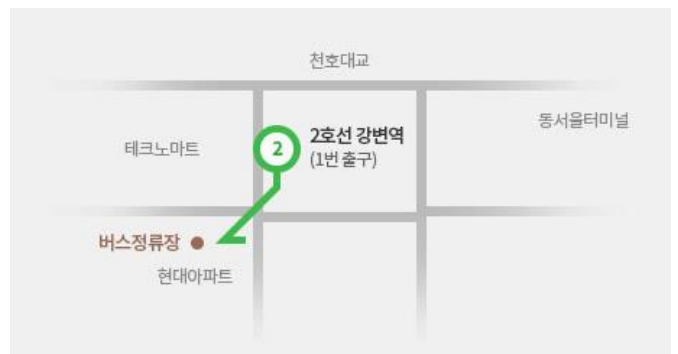 천호대교
동서울터미널
테크노마트
2
2호선 강변역
(1번 출구)
버스정류장
현대아파트